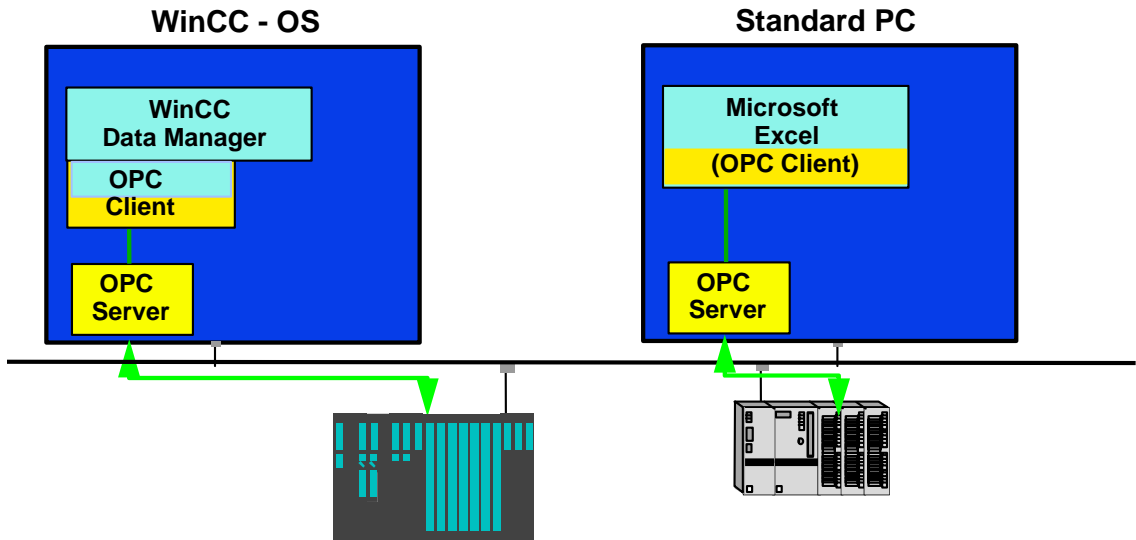 WinCC - OS
WinCC
Data Manager
OPC
Client
OPC
Server
Standard PC
Microsoft
Excel
(OPC Client)
OPC
Server